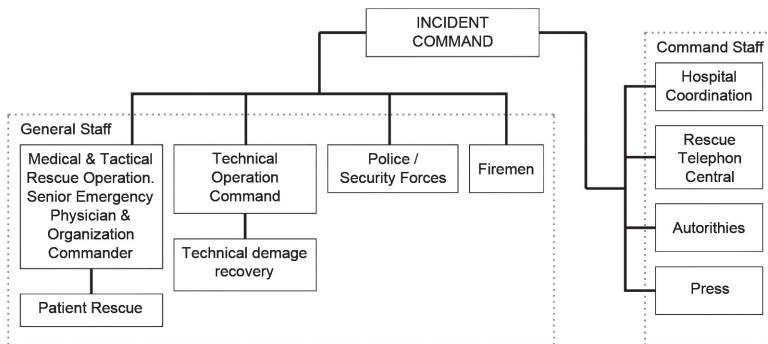 INCIDENT
COMMAND
General Staff
Medical & Tactical
Rescue Operation.
Senior Emergency
Physician &
Organization
Commander
Patient Rescue
Technical
Operation
Command
Technical demage
recovery
Police /
Security Forces
Firemen
Command Staff
Hospital
Coordination
Rescue
Telephon
Central
Autorithies
Press